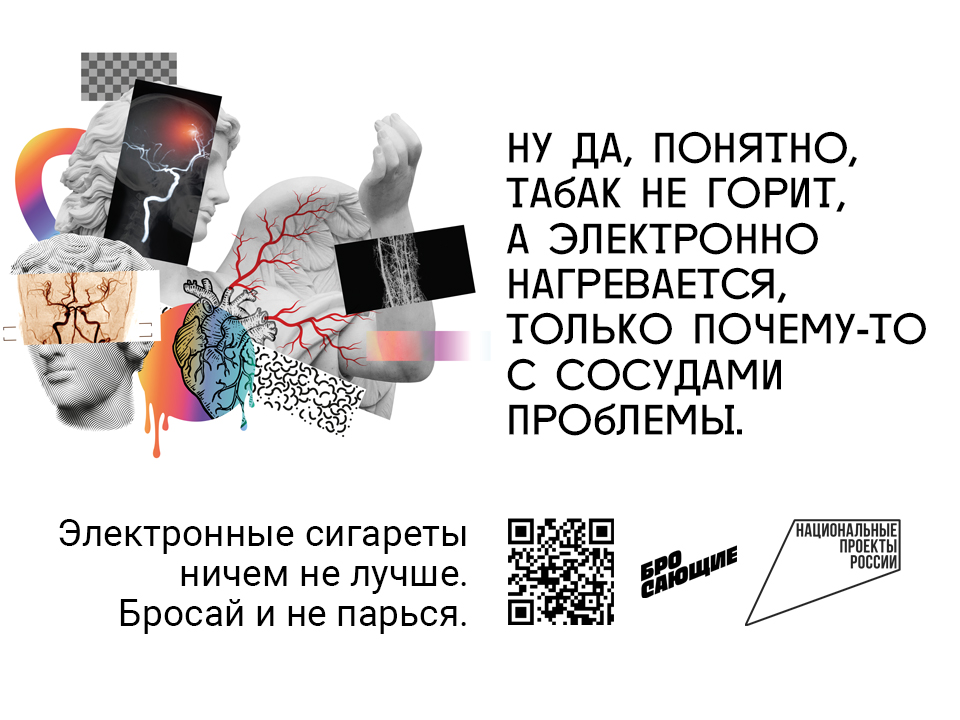 НУ ДА, ПОНЯТНО,
ТАБАК НЕ ГОРИТ,
А ЭЛЕКТРОННО
НАГРЕВАЕТСЯ,
ТОЛЬКО ПОЧЕМУ-ТО
С СОСУДАМИ
ПРОБЛЕМЫ.
Электронные сигареты
ничем не лучше.
Бросай и не парься.
БРО
САЮЩИЕ
НАЦИОНАЛЬНЫЕ
ПРОЕКТЫ
РОССИИ